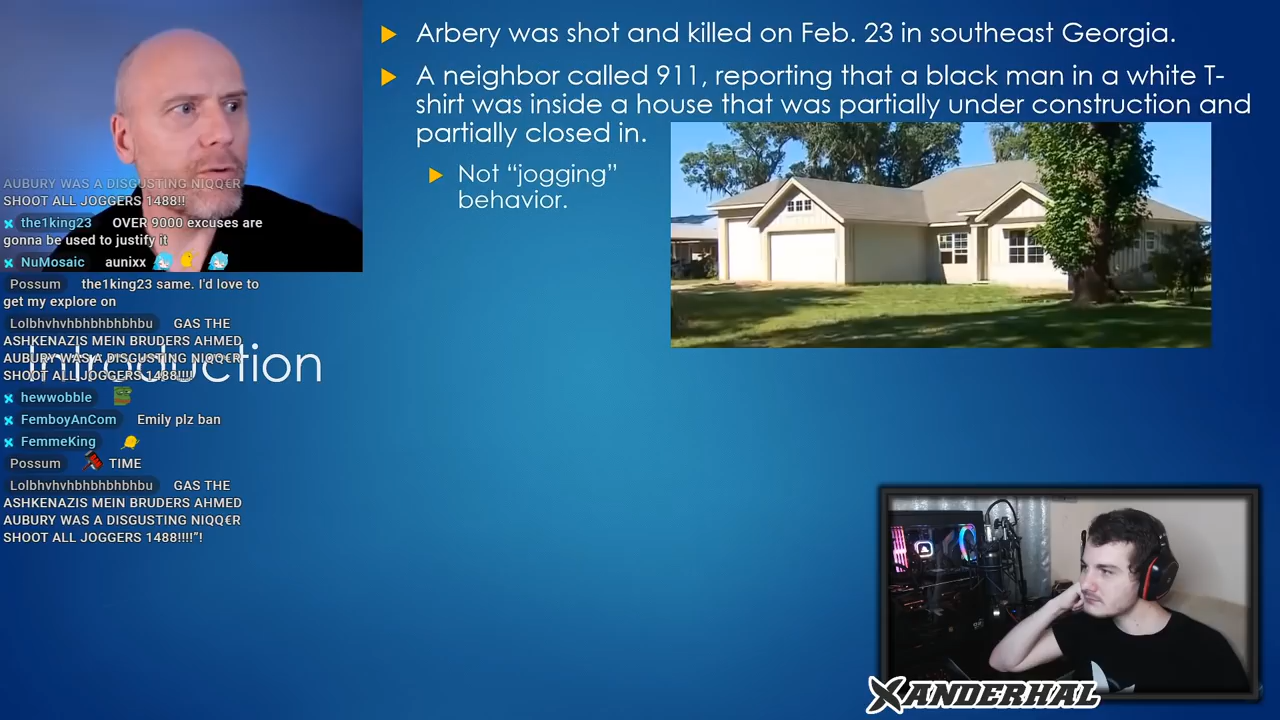 Arbery was shot and killed on Feb. 23 in southeast Georgia.
A neighbor called 911, reporting that a black man in a white T-
shirt was inside a house that was partially under construction and
partially closed in.
Not “jogging”
behavior.
Introduction
AUBURY WAS A DISGUSTING NIQQ€R
SHOOT ALL JOGGERS 1488!!
the1king23 OVER 9000 excuses are
gonna be used to justify it
NuMosaic aunixx
Possum the1king23 same. I'd love to
get my explore on
Lolbhvhvhbhbhbhbhbu GAS THE
ASHKENAZIS MEIN BRUDERS AHMED
AUBURY WAS A DISGUSTING NIQQ€R
SHOOT ALL JOGGERS 1488!!!!
hewwobble
FemboyAnCom Emily plz ban
FemmeKing
Possum TIME
Lolbhvhvhbhbhbhbhbu GAS THE
ASHKENAZIS MEIN BRUDERS AHMED
AUBURY WAS A DISGUSTING NIQQ€R
SHOOT ALL JOGGERS 1488!!!!”!
XANDERHAL